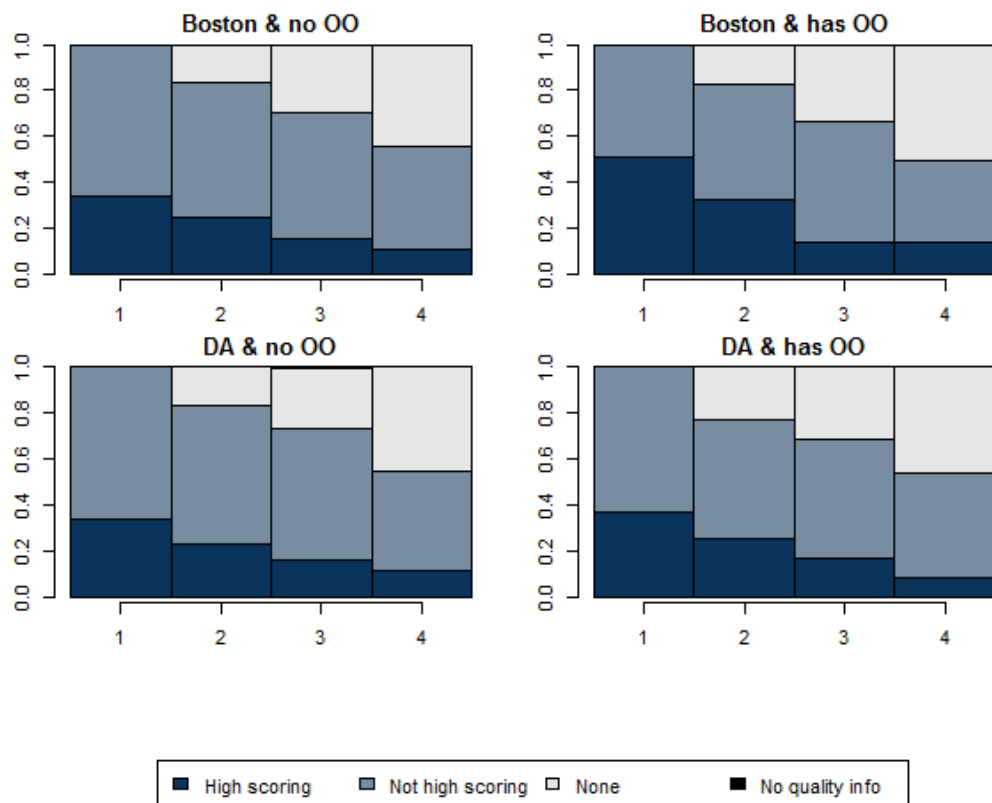 Boston & no OO
1.0
0.8
0.6
0.4
0.2
0.0
1 2 3 4
Boston & has OO
1.0
0.8
0.6
0.4
0.2
0.0
1 2 3 4
DA & no OO
1.0
0.8
0.6
0.4
0.2
0.0
1 2 3 4
DA & has OO
1.0
0.8
0.6
0.4
0.2
0.0
1 2 3 4
High scoring Not high scoring None No quality info